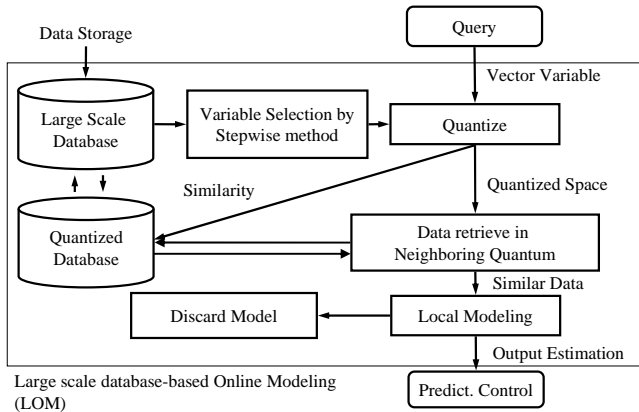 Data Storage
Query
Vector Variable
Large Scale
Database
Variable Selection by
Stepwise method
Quantize
Similarity
Quantized Space
Quantized
Database
Data retrieve in
Neighboring Quantum
Similar Data
Discard Model
Local Modeling
Output Estimation
Large scale database-based Online Modeling
(LOM)
Predict. Control